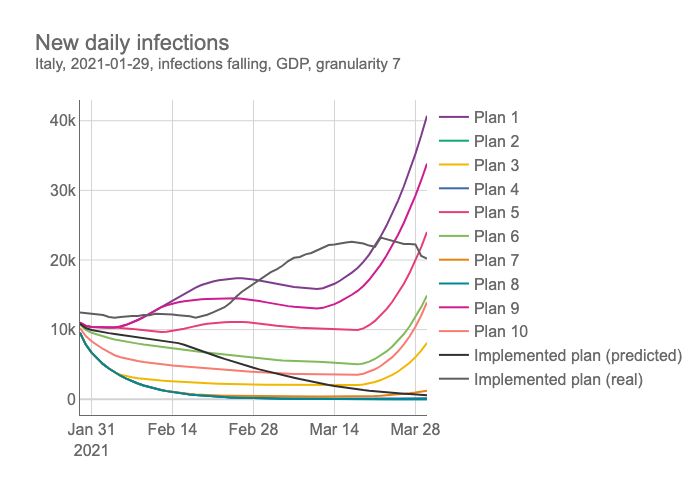 New daily infections
Italy, 2021-01-29, infections falling, GDP, granularity 7
40k
30k
20k
10k
0
Jan 31
2021
Feb 14
Feb 28
Mar 14
Mar 28
Plan 1
Plan 2
Plan 3
Plan 4
Plan 5
Plan 6
Plan 7
Plan 8
Plan 9
Plan 10
Implemented plan (predicted)
Implemented plan (real)